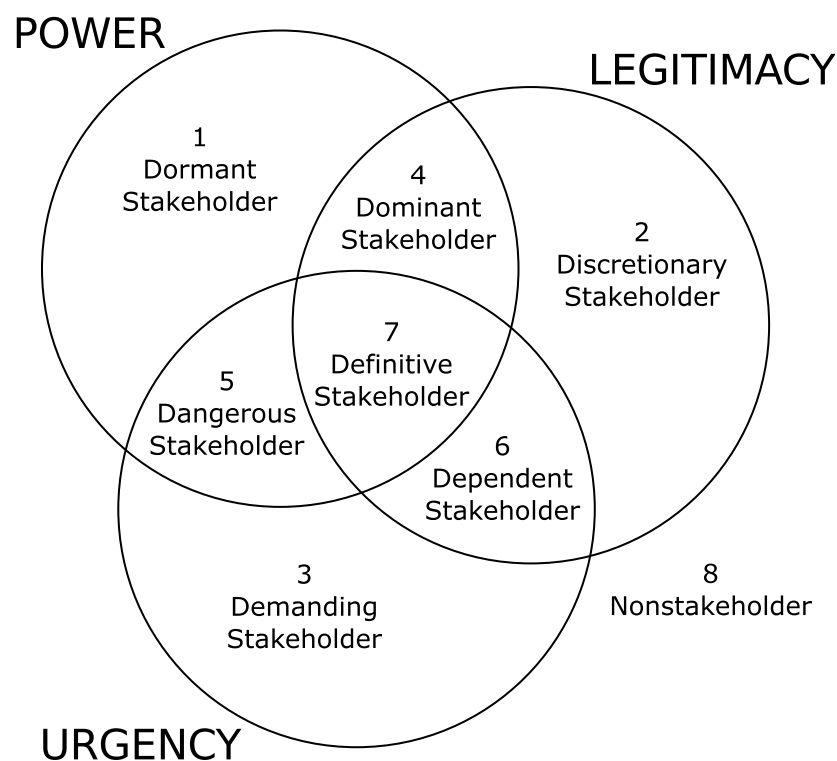 POWER
LEGITIMACY
1
Dormant
Stakeholder
4
Dominant
Stakeholder
2
Discretionary
Stakeholder
7
Definitive
Stakeholder
5
Dangerous
Stakeholder
6
Dependent
Stakeholder
3
Demanding
Stakeholder
8
Nonstakeholder
URGENCY